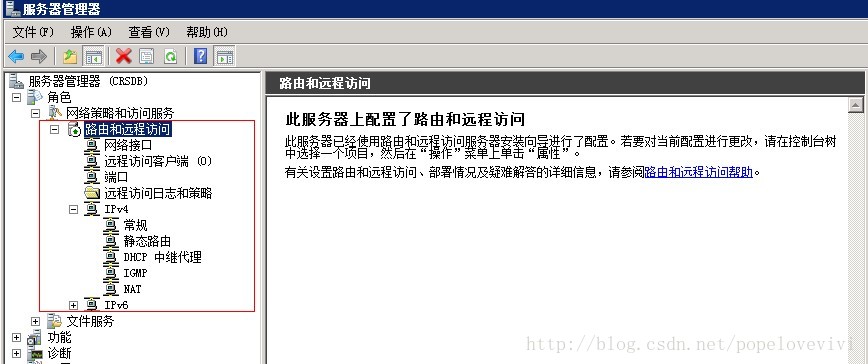 服务器管理器
文件(F) 操作(A) 查看(V) 帮助(H)
服务器管理器 (CRSDB)
角色
网络策略和访问服务
路由和远程访问
网络接口
远程访问客户端 (0)
端口
远程访问日志和策略
IPv4
常规
静态路由
DHCP 中继代理
IGMP
NAT
IPv6
文件服务
功能
诊断
路由和远程访问
此服务器上配置了路由和远程访问
此服务器已经使用路由和远程访问服务器安装向导进行了配置。若要对当前配置进行更改，请在控制台树
中选择一个项目，然后在“操作”菜单上单击“属性”。
有关设置路由和远程访问、部署情况及疑难解答的详细信息，请参阅路由和远程访问帮助。
http://blog.csdn.net/popelovevivi